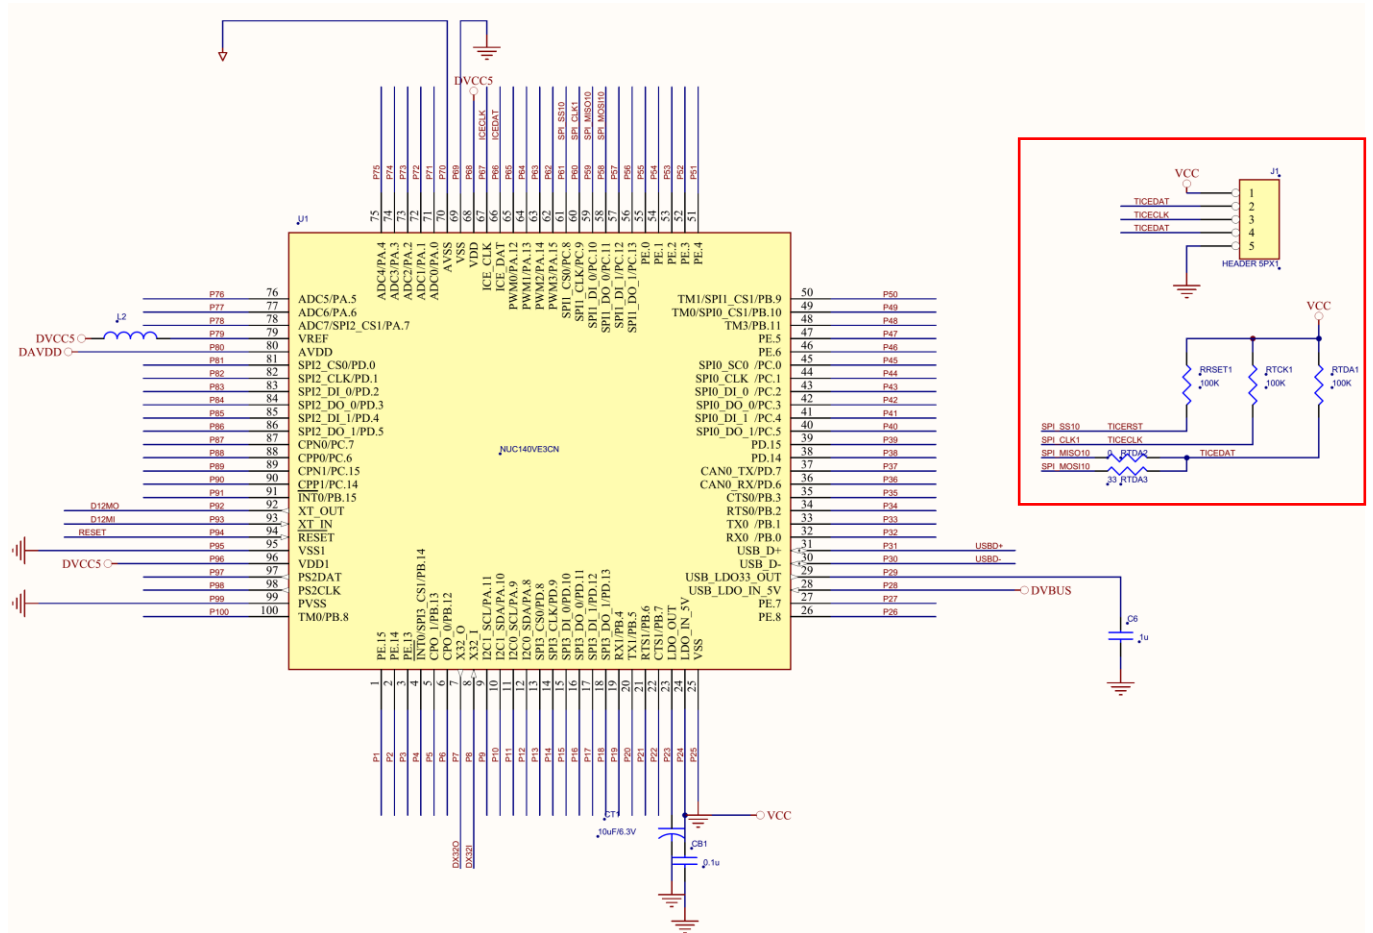 DVCC5
ICECLK
ICEDAT
SPI_SS10
SPI_CLK1
SPI_MISO10
SPI_MOSI10
P75
P74
P73
P72
P71
P70
P69
P68
P67
P66
P65
P64
P63
P62
P61
P60
P59
P58
P57
P56
P55
P54
P53
P52
P51
75
74
73
72
71
70
69
68
67
66
65
64
63
62
61
60
59
58
57
56
55
54
53
52
51
U1
ADC4/PA.4
ADC3/PA.3
ADC2/PA.2
ADC1/PA.1
ADC0/PA.0
AVSS
VSS
VDD
ICE_CLK
ICE_DAT
PWM0/PA.12
PWM1/PA.13
PWM2/PA.14
PWM3/PA.15
SPI1_CS0/PC.8
SPI1_CLK/PC.9
SPI1_DI_0/PC.10
SPI1_DO_0/PC.11
SPI1_DI_1/PC.12
SPI1_DO_1/PC.13
PE.0
PE.1
PE.2
PE.3
PE.4
P76 76 ADC5/PA.5
P77 77 ADC6/PA.6
P78 78 ADC7/SPI2_CS1/PA.7
L2
DVCC5 P79 79 VREF
DAVDD P80 80 AVDD
P81 81 SPI2_CS0/PD.0
P82 82 SPI2_CLK/PD.1
P83 83 SPI2_DI_0/PD.2
P84 84 SPI2_DO_0/PD.3
P85 85 SPI2_DI_1/PD.4
P86 86 SPI2_DO_1/PD.5
P87 87 CPN0/PC.7
P88 88 CPP0/PC.6
P89 89 CPN1/PC.15
P90 90 CPP1/PC.14
P91 91 INT0/PB.15
D12MO P92 92 XT_OUT
D12MI P93 93 XT_IN
RESET P94 94 RESET
P95 95 VSS1
DVCC5 P96 96 VDD1
P97 97 PS2DAT
P98 98 PS2CLK
P99 99 PVSS
P100 100 TM0/PB.8
NUC140VE3CN
TM1/SPI1_CS1/PB.9 50 P50
TM0/SPI0_CS1/PB.10 49 P49
TM3/PB.11 48 P48
PE.5 47 P47
PE.6 46 P46
SPI0_SC0 /PC.0 45 P45
SPI0_CLK /PC.1 44 P44
SPI0_DI_0 /PC.2 43 P43
SPI0_DO_0/PC.3 42 P42
SPI0_DI_1 /PC.4 41 P41
SPI0_DO_1/PC.5 40 P40
PD.15 39 P39
PD.14 38 P38
CAN0_TX/PD.7 37 P37
CAN0_RX/PD.6 36 P36
CTS0/PB.3 35 P35
RTS0/PB.2 34 P34
TX0 /PB.1 33 P33
RX0 /PB.0 32 P32
USB_D+ 31 P31 USBD+
USB_D- 30 P30 USBD-
USB_LDO33_OUT 29 P29
USB_LDO_IN_5V 28 P28 DVBUS
PE.7 27 P27
PE.8 26 P26
C6
1u
PE.15
PE.14
PE.13
INT0/SPI3_CS1/PB.14
CPO_1/PB.13
CPO_0/PB.12
X32_O
X32_I
I2C1_SCL/PA.11
I2C1_SDA/PA.10
I2C0_SCL/PA.9
I2C0_SDA/PA.8
SPI3_CS0/PD.8
SPI3_CLK/PD.9
SPI3_DI_0/PD.10
SPI3_DO_0/PD.11
SPI3_DI_1/PD.12
SPI3_DO_1/PD.13
RX1/PB.4
TX1/PB.5
RTS1/PB.6
CTS1/PB.7
LDO_OUT
LDO_IN_5V
VSS
1
2
3
4
5
6
7
8
9
10
11
12
13
14
15
16
17
18
19
20
21
22
23
24
25
P1
P2
P3
P4
P5
P6
P7
P8
P9
P10
P11
P12
P13
P14
P15
P16
P17
P18
P19
P20
P21
P22
P23
P24
P25
DX32O
DX32I
CT1
10uF/6.3V
VCC
CB1
0.1u
J1
VCC
1
TICEDAT 2
TICECLK 3
TICEDAT 4
5
HEADER 5PX1
VCC
RRSET1 RTCK1 RTDA1
100K 100K 100K
SPI_SS10 TICERST
SPI_CLK1 TICECLK
SPI_MISO10 0 RTDA2 TICEDAT
SPI_MOSI10
33 RTDA3